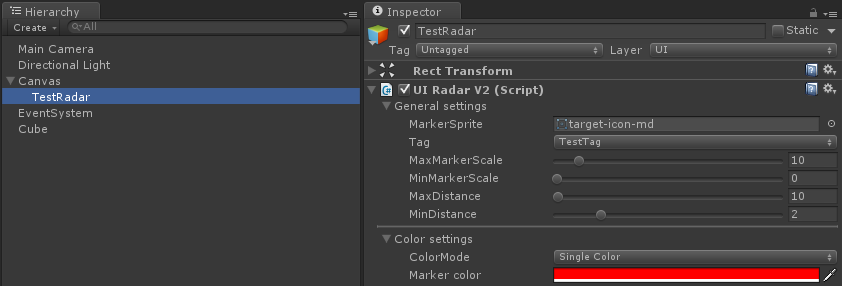 Hierarchy
Create All
Main Camera
Directional Light
Canvas
TestRadar
EventSystem
Cube
Inspector
TestRadar Static
Tag Untagged Layer UI
Rect Transform
UI Radar V2 (Script)
General settings
MarkerSprite target-icon-md
Tag TestTag
MaxMarkerScale 10
MinMarkerScale 0
MaxDistance 10
MinDistance 2
Color settings
ColorMode Single Color
Marker color